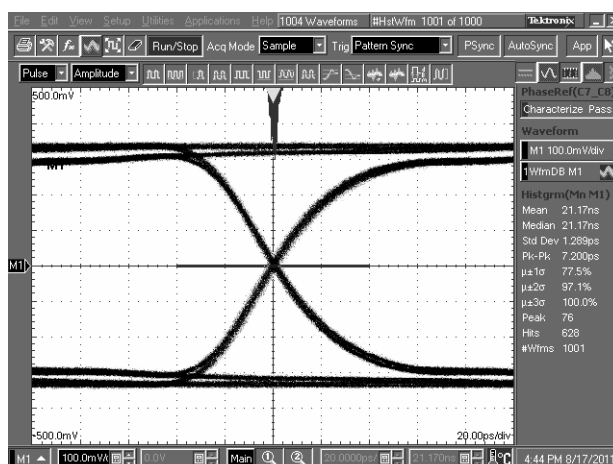 File Edit View Setup Utilities Applications Help 1004 Waveforms #HstWfm 1001 of 1000 Tektronix
Run/Stop Acq Mode Sample Trig Pattern Sync PSync AutoSync App
Pulse Amplitude
500.0mV
PhaseRef(C7_C8)
Characterize Pass
Waveform
M1 100.0mV/div
1WfmDB M1
M1
Histgrm(Mn M1)
Mean 21.17ns
Median 21.17ns
Std Dev 1.289ps
Pk-Pk 7.200ps
µ±1σ 77.5%
µ±2σ 97.1%
µ±3σ 100.0%
Peak 76
Hits 628
#Wfms 1001
M1
-500.0mV 20.00ps/div
M1 100.0mV/ 0.0V Main 1 2 20.0000ps/ 21.170ns °C 4:44 PM 8/17/201